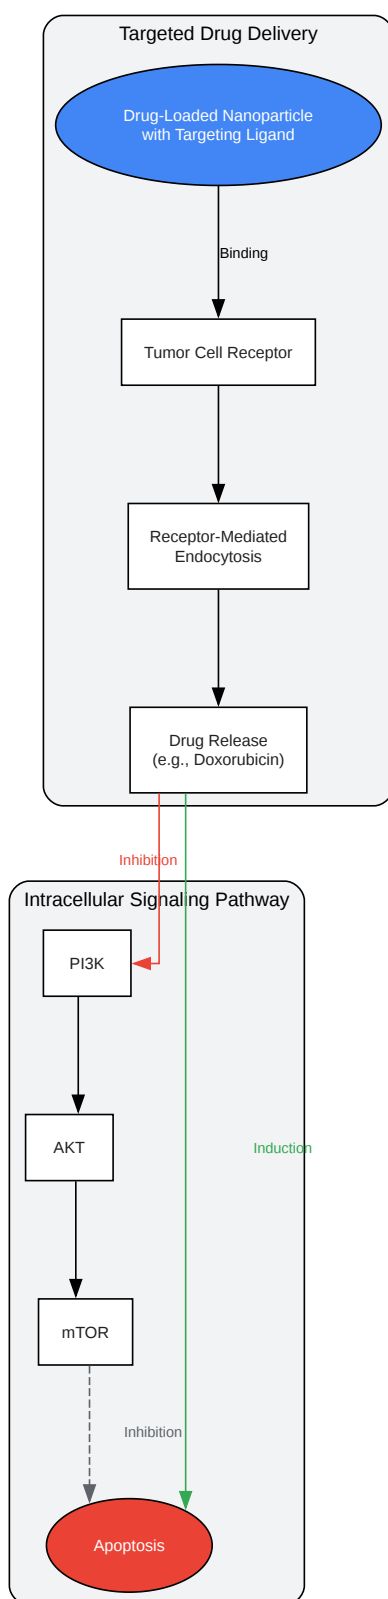 Targeted Drug Delivery
Drug-Loaded Nanoparticle
with Targeting Ligand
Binding
Tumor Cell Receptor
Receptor-Mediated
Endocytosis
Drug Release
(e.g., Doxorubicin)
Inhibition
Intracellular Signaling Pathway
PI3K
AKT
Induction
mTOR
Inhibition
Apoptosis